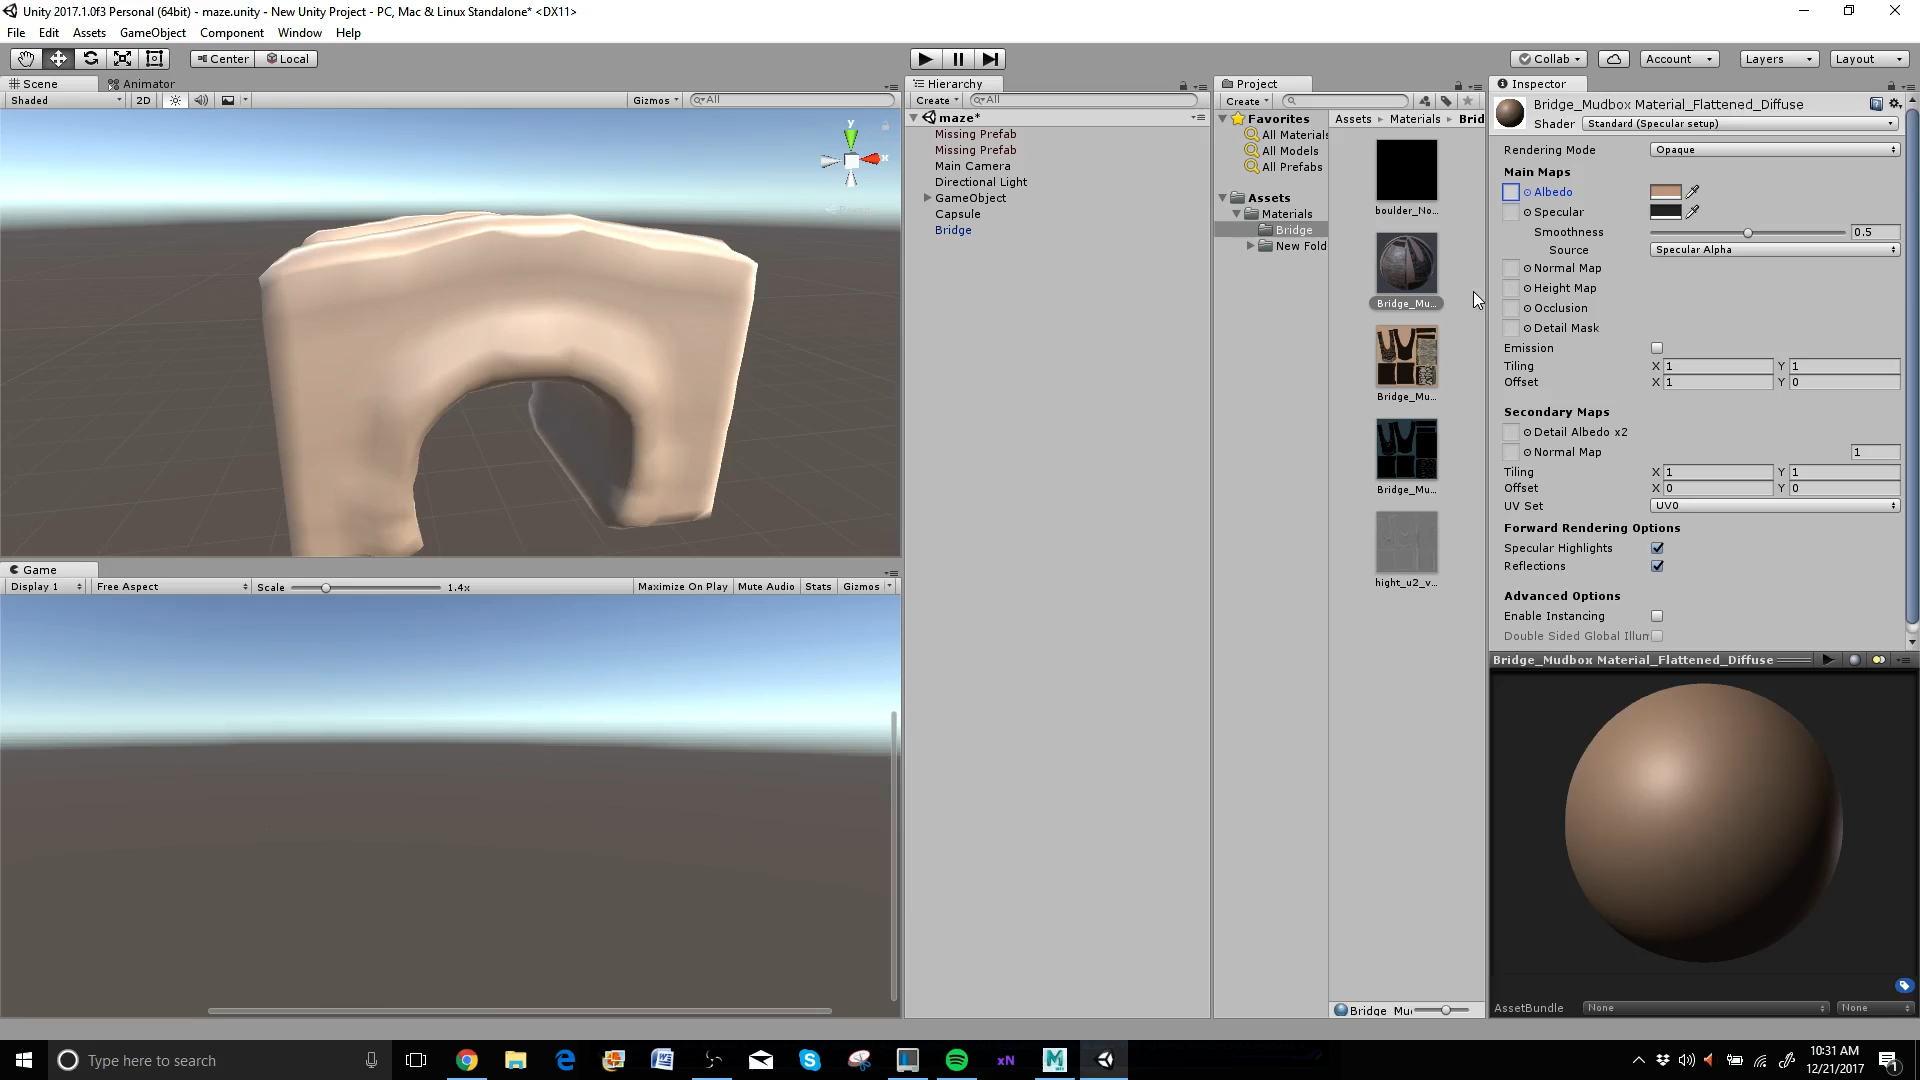 Unity 2017.1.0f3 Personal (64bit) - maze.unity - New Unity Project - PC, Mac & Linux Standalone* <DX11>
File Edit Assets GameObject Component Window Help
Center Local
Collab Account Layers Layout
Scene Animator
Shaded 2D Gizmos All
y
x
Game
Display 1 Free Aspect Scale 1.4x Maximize On Play Mute Audio Stats Gizmos
Hierarchy
Create All
maze*
Missing Prefab
Missing Prefab
Main Camera
Directional Light
GameObject
Capsule
Bridge
Project
Create
Favorites
All Materials
All Models
All Prefabs
Assets
Materials
Bridge
New Fold
Assets Materials Brid
boulder_No...
Bridge_Mu...
Bridge_Mu...
Bridge_Mu...
hight_u2_v...
Bridge_Mu
Inspector
Bridge_Mudbox Material_Flattened_Diffuse
Shader Standard (Specular setup)
Rendering Mode Opaque
Main Maps
Albedo
Specular
Smoothness 0.5
Source Specular Alpha
Normal Map
Height Map
Occlusion
Detail Mask
Emission
Tiling X 1 Y 1
Offset X 1 Y 0
Secondary Maps
Detail Albedo x2
Normal Map 1
Tiling X 1 Y 1
Offset X 0 Y 0
UV Set UV0
Forward Rendering Options
Specular Highlights
Reflections
Advanced Options
Enable Instancing
Double Sided Global Illum
Bridge_Mudbox Material_Flattened_Diffuse
AssetBundle None None
Type here to search
xN
M
10:31 AM
12/21/2017
1